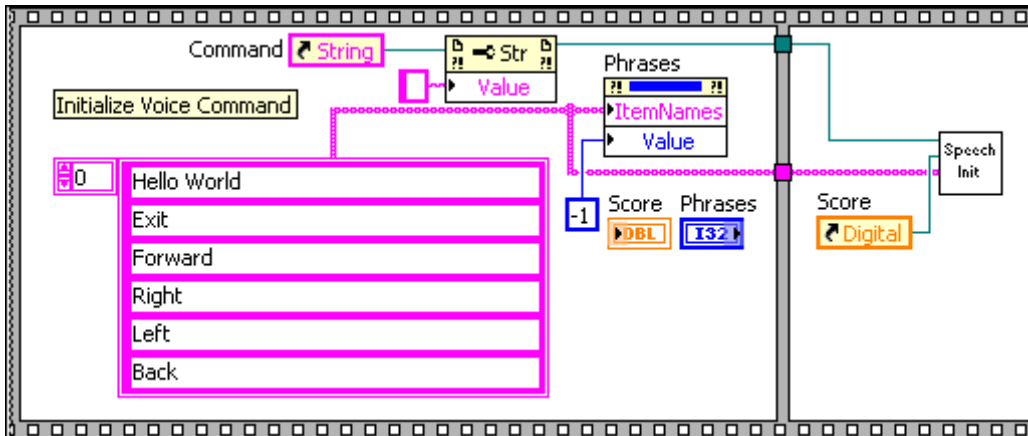 Command
String
Str
Value
Phrases
ItemNames
Value
Initialize Voice Command
0
Hello World
Exit
Forward
Right
Left
Back
-1
Score
DBL
Phrases
I32
Score
Digital
Speech
Init